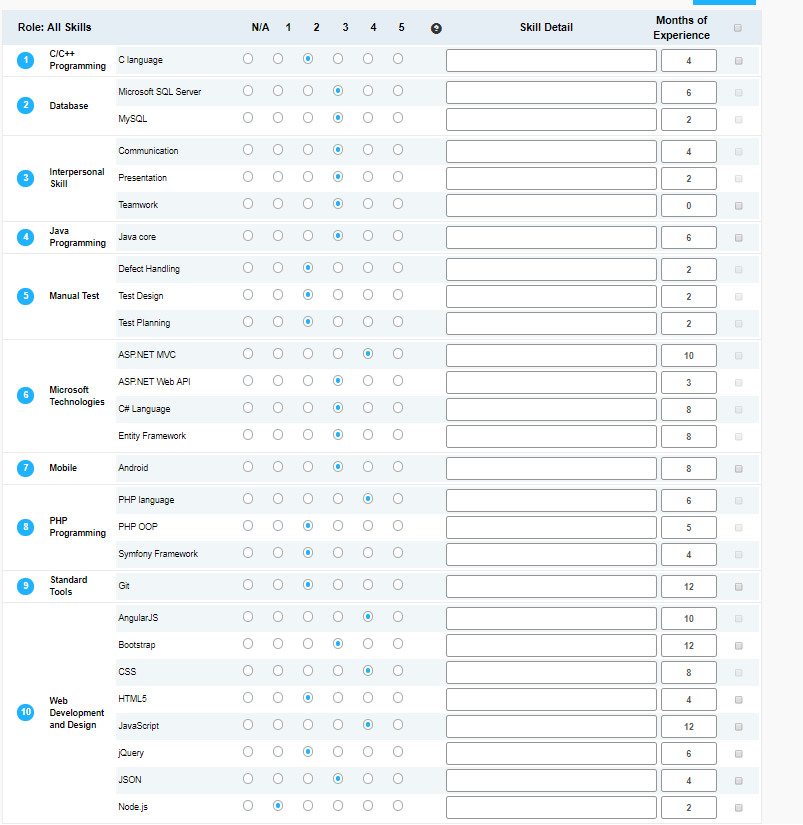 Role: All Skills N/A 1 2 3 4 5 ? Skill Detail Months of Experience
1 C/C++ Programming C language 4
2 Database Microsoft SQL Server 6
MySQL 2
3 Interpersonal Skill Communication 4
Presentation 2
Teamwork 0
4 Java Programming Java core 6
5 Manual Test Defect Handling 2
Test Design 2
Test Planning 2
6 Microsoft Technologies ASP.NET MVC 10
ASP.NET Web API 3
C# Language 8
Entity Framework 8
7 Mobile Android 8
8 PHP Programming PHP language 6
PHP OOP 5
Symfony Framework 4
9 Standard Tools Git 12
10 Web Development and Design AngularJS 10
Bootstrap 12
CSS 8
HTML5 4
JavaScript 12
jQuery 6
JSON 4
Node.js 2